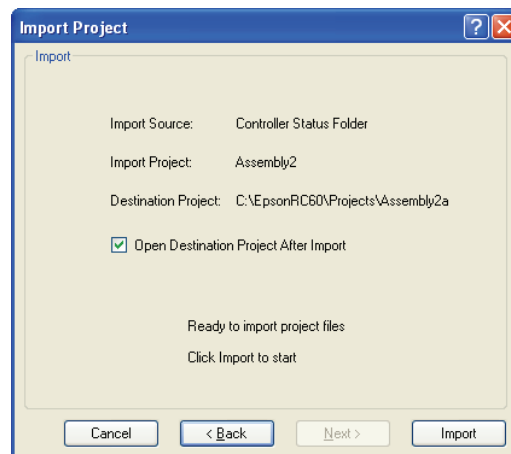 Import Project
Import
Import Source: Controller Status Folder
Import Project: Assembly2
Destination Project: C:\EpsonRC60\Projects\Assembly2a
Open Destination Project After Import
Ready to import project files
Click Import to start
Cancel < Back Next > Import